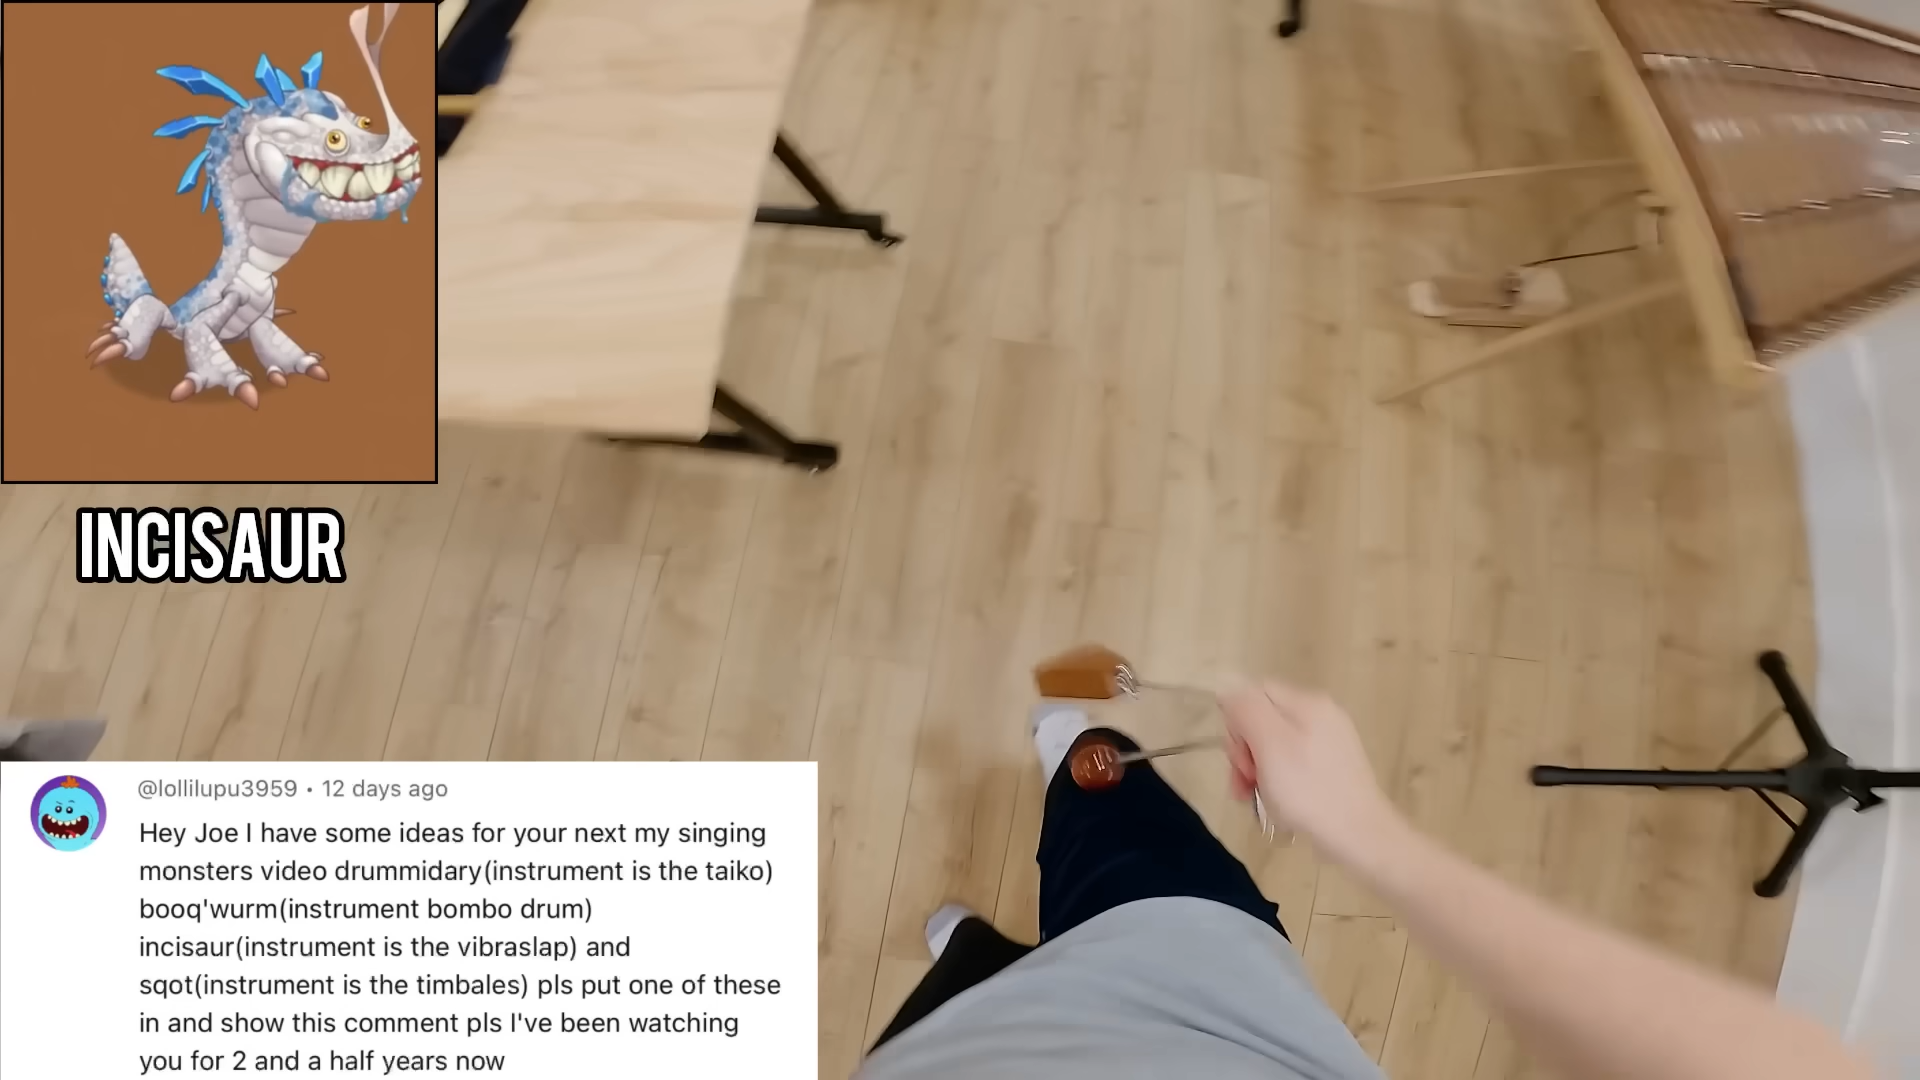 INCISAUR
@lollilupu3959 • 12 days ago
Hey Joe I have some ideas for your next my singing
monsters video drummidary(instrument is the taiko)
booq'wurm(instrument bombo drum)
incisaur(instrument is the vibraslap) and
sqot(instrument is the timbales) pls put one of these
in and show this comment pls I've been watching
you for 2 and a half years now